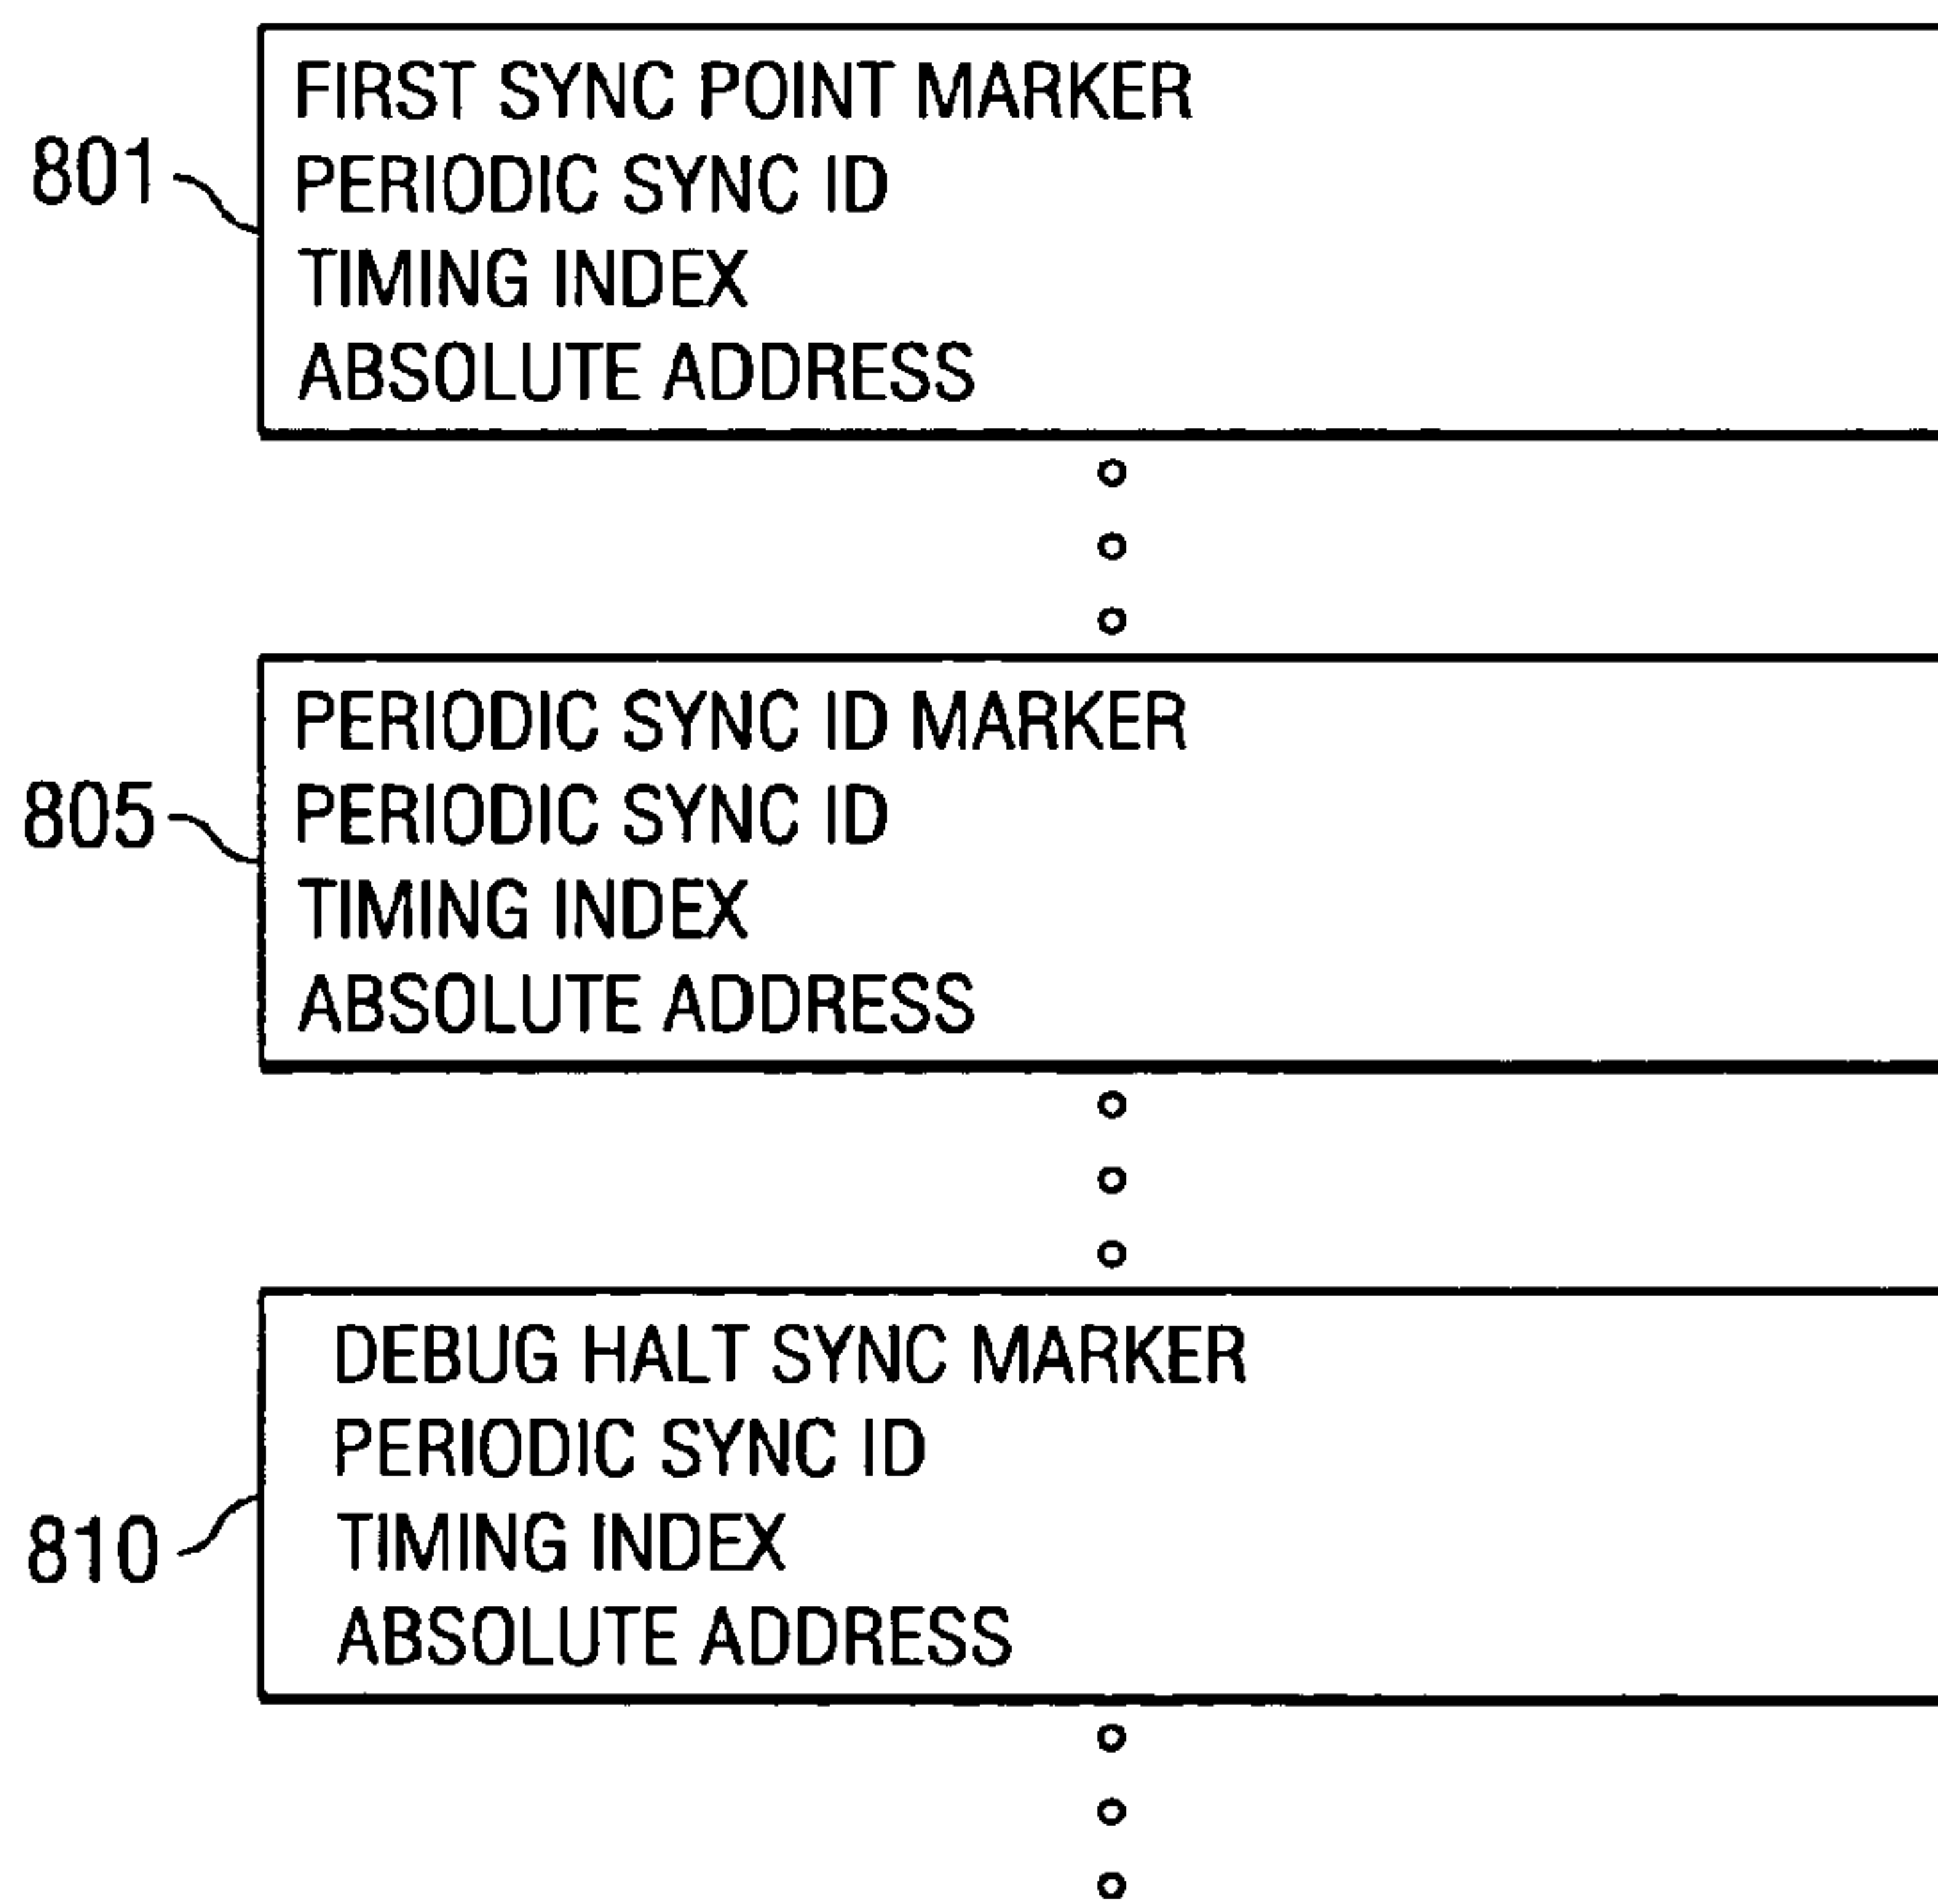 FIRST SYNC POINT MARKER
801
PERIODIC SYNC ID
TIMING INDEX
ABSOLUTE ADDRESS
PERIODIC SYNC ID MARKER
805
PERIODIC SYNC ID
TIMING INDEX
ABSOLUTE ADDRESS
DEBUG HALT SYNC MARKER
PERIODIC SYNC ID
810
TIMING INDEX
ABSOLUTE ADDRESS